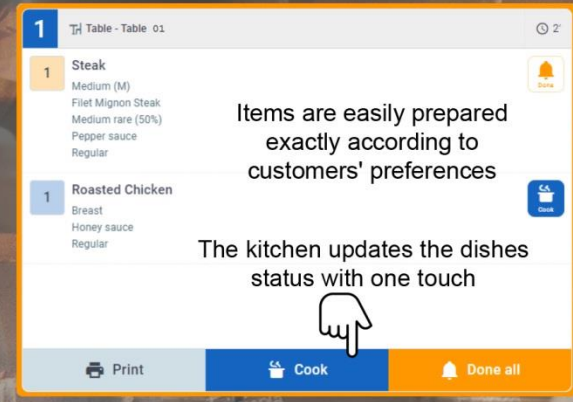 1
Table - Table 01
2'
1
Steak
Medium (M)
Filet Mignon Steak
Medium rare (50%)
Pepper sauce
Regular
Done
Items are easily prepared
exactly according to
customers' preferences
1
Roasted Chicken
Breast
Honey sauce
Regular
Cook
The kitchen updates the dishes
status with one touch
Print
Cook
Done all